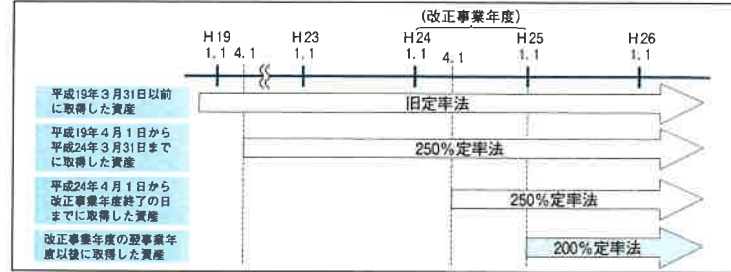 (改正事業年度)
H19 H23 H24 H25 H26
1.1 4.1 1.1 1.1 4.1 1.1 1.1
平成19年3月31日以前
に取得した資産
旧定率法
平成19年4月1日から
平成24年3月31日まで
に取得した資産
250%定率法
平成24年4月1日から
改正事業年度終了の日
までに取得した資産
250%定率法
改正事業年度の翌事業年
度以後に取得した資産
200%定率法